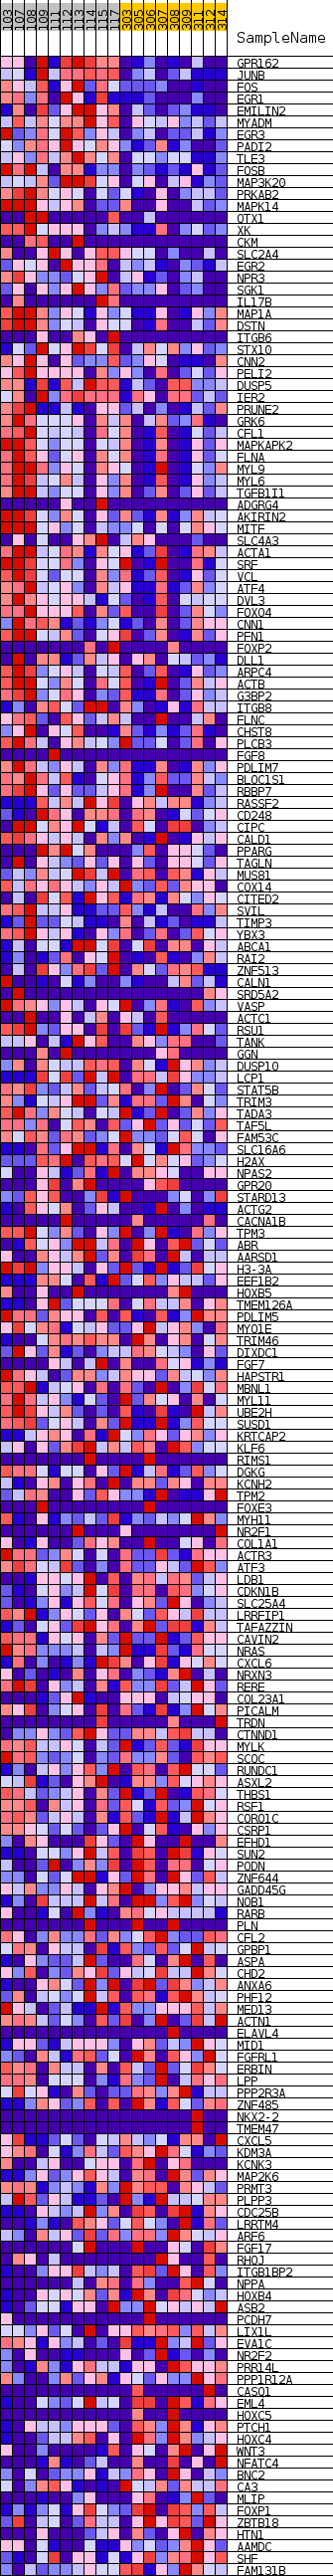 102 107 108 109 111 112 113 114 115 117 303 305 306 307 308 309 311 312 314
SampleName
GPR162
JUNB
FOS
EGR1
EMILIN2
MYADM
EGR3
PADI2
TLE3
FOSB
MAP3K20
PRKAB2
MAPK14
OTX1
XK
CKM
SLC2A4
EGR2
NPR3
SGK1
IL17B
MAP1A
DSTN
ITGB6
STX10
CNN2
PELI2
DUSP5
IER2
PRUNE2
GRK6
CFL1
MAPKAPK2
FLNA
MYL9
MYL6
TGFB1I1
ADGRG4
AKIRIN2
MITF
SLC4A3
ACTA1
SRF
VCL
ATF4
DVL3
FOXO4
CNN1
PFN1
FOXP2
DLL1
ARPC4
ACTB
G3BP2
ITGB8
FLNC
CHST8
PLCB3
FGF8
PDLIM7
BLOC1S1
RBBP7
RASSF2
CD248
CIPC
CALD1
PPARG
TAGLN
MUS81
COX14
CITED2
SVIL
TIMP3
YBX3
ABCA1
RAI2
ZNF513
CALN1
SRD5A2
VASP
ACTC1
RSU1
TANK
GGN
DUSP10
LCP1
STAT5B
TRIM3
TADA3
TAF5L
FAM53C
SLC16A6
H2AX
NPAS2
GPR20
STARD13
ACTG2
CACNA1B
TPM3
ABR
AARSD1
H3-3A
EEF1B2
HOXB5
TMEM126A
PDLIM5
MYO1E
TRIM46
DIXDC1
FGF7
HAPSTR1
MBNL1
MYL11
UBE2H
SUSD1
KRTCAP2
KLF6
RIMS1
DGKG
KCNH2
TPM2
FOXE3
MYH11
NR2F1
COL1A1
ACTR3
ATF3
LDB1
CDKN1B
SLC25A4
LRRFIP1
TAFAZZIN
CAVIN2
NRAS
CXCL6
NRXN3
RERE
COL23A1
PICALM
TRDN
CTNND1
MYLK
SCOC
RUNDC1
ASXL2
THBS1
RSF1
CORO1C
CSRP1
EFHD1
SUN2
PODN
ZNF644
GADD45G
NOB1
RARB
PLN
CFL2
GPBP1
ASPA
CHD2
ANXA6
PHF12
MED13
ACTN1
ELAVL4
MID1
FGFRL1
ERBIN
LPP
PPP2R3A
ZNF485
NKX2-2
TMEM47
CXCL5
KDM3A
KCNK3
MAP2K6
PRMT3
PLPP3
CDC25B
LRRTM4
ARF6
FGF17
RHOJ
ITGB1BP2
NPPA
HOXB4
ASB2
PCDH7
LIX1L
EVA1C
NR2F2
PRR14L
PPP1R12A
CASQ1
EML4
HOXC5
PTCH1
HOXC4
WNT3
NFATC4
BNC2
CA3
MLIP
FOXP1
ZBTB18
HTN1
AAMDC
SHE
FAM131B